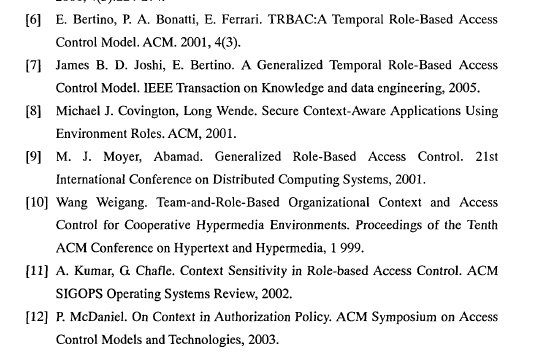 [6] E. Bertino, P. A. Bonatti, E. Ferrari. TRBAC:A Temporal Role-Based Access
Control Model. ACM. 2001, 4(3).
[7] James B. D. Joshi, E. Bertino. A Generalized Temporal Role-Based Access
Control Model. IEEE Transaction on Knowledge and data engineering, 2005.
[8] Michael J. Covington, Long Wende. Secure Context-Aware Applications Using
Environment Roles. ACM, 2001.
[9] M. J. Moyer, Abamad. Generalized Role-Based Access Control. 21st
International Conference on Distributed Computing Systems, 2001.
[10] Wang Weigang. Team-and-Role-Based Organizational Context and Access
Control for Cooperative Hypermedia Environments. Proceedings of the Tenth
ACM Conference on Hypertext and Hypermedia, 1 999.
[11] A. Kumar, G. Chafle. Context Sensitivity in Role-based Access Control. ACM
SIGOPS Operating Systems Review, 2002.
[12] P. McDaniel. On Context in Authorization Policy. ACM Symposium on Access
Control Models and Technologies, 2003.